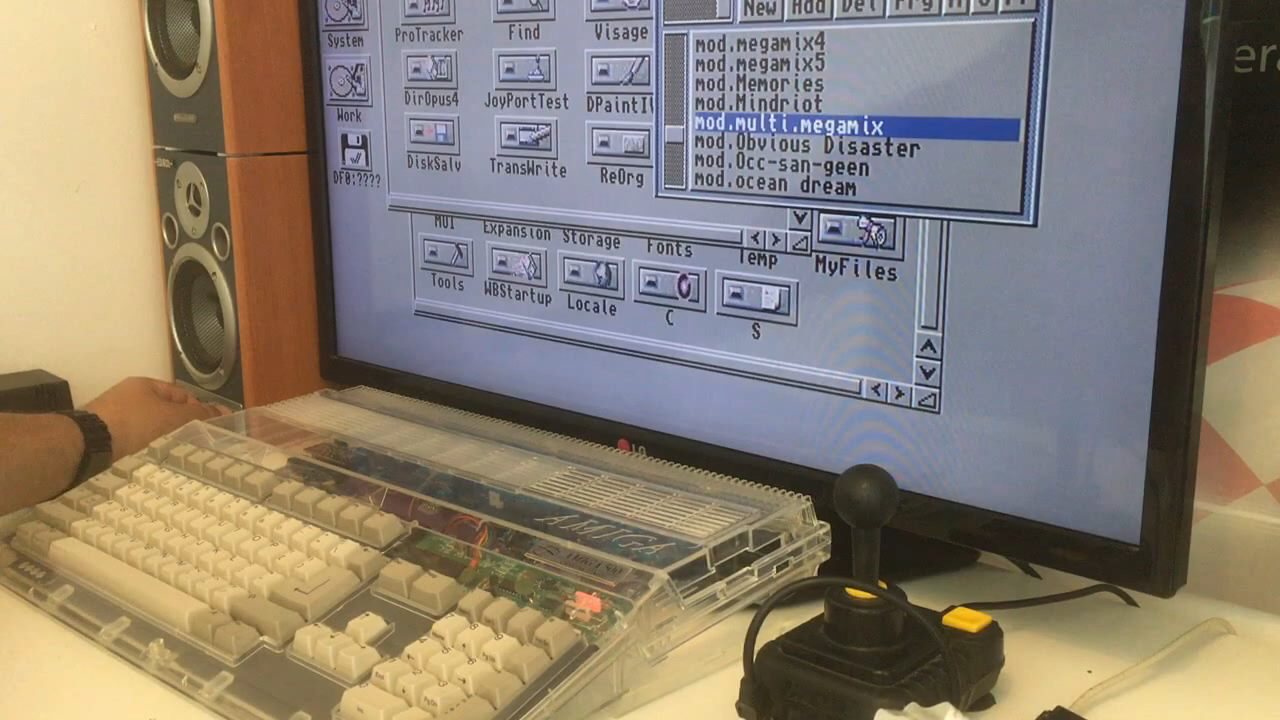 New Add Del
System
ProTracker
Find
Visage
mod.megamix4
mod.megamix5
mod.Memories
mod.Mindriot
mod.multi.megamix
mod.Obvious Disaster
mod.Occ-san-geen
mod.ocean dream
Work
DirOpus4
JoyPortTest
DF0:????
DiskSalv
TransWrite
ReOrg
MUI
Expansion
Storage
Fonts
Temp
MyFiles
Tools
WBStartup
Locale
C
S
LG
AMIGA